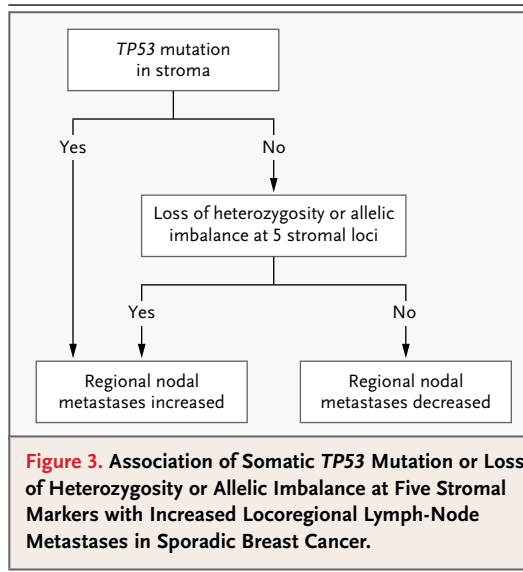 TP53 mutation
in stroma
Yes
No
Loss of heterozygosity or allelic
imbalance at 5 stromal loci
Yes
No
Regional nodal
metastases increased
Regional nodal
metastases decreased
Figure 3. Association of Somatic TP53 Mutation or Loss
of Heterozygosity or Allelic Imbalance at Five Stromal
Markers with Increased Locoregional Lymph-Node
Metastases in Sporadic Breast Cancer.